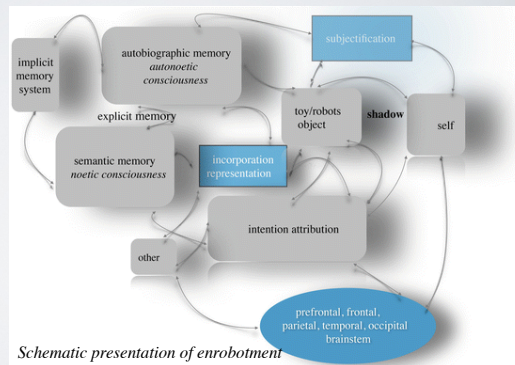 autobiographic memory
autonoetic
consciousness
subjectification
implicit
memory
system
explicit memory
toy/robots
object
shadow
self
semantic memory
noetic consciousness
incorporation
representation
intention attribution
other
prefrontal, frontal,
parietal, temporal, occipital
brainstem
Schematic presentation of enrobotment